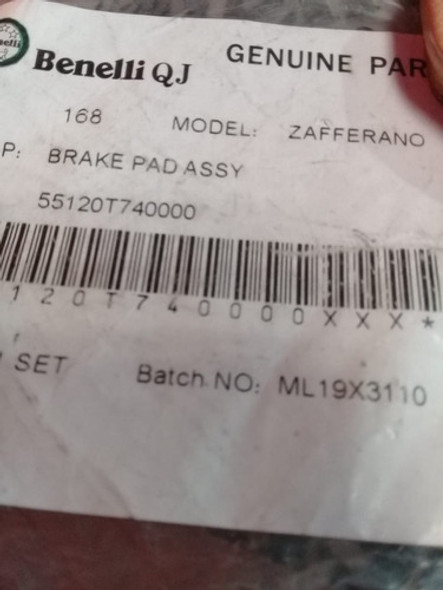 Benelli QJ GENUINE PAR
168 MODEL: ZAFFERANO
P: BRAKE PAD ASSY
55120T740000
120T740000XXX*
SET Batch NO: ML19X3110